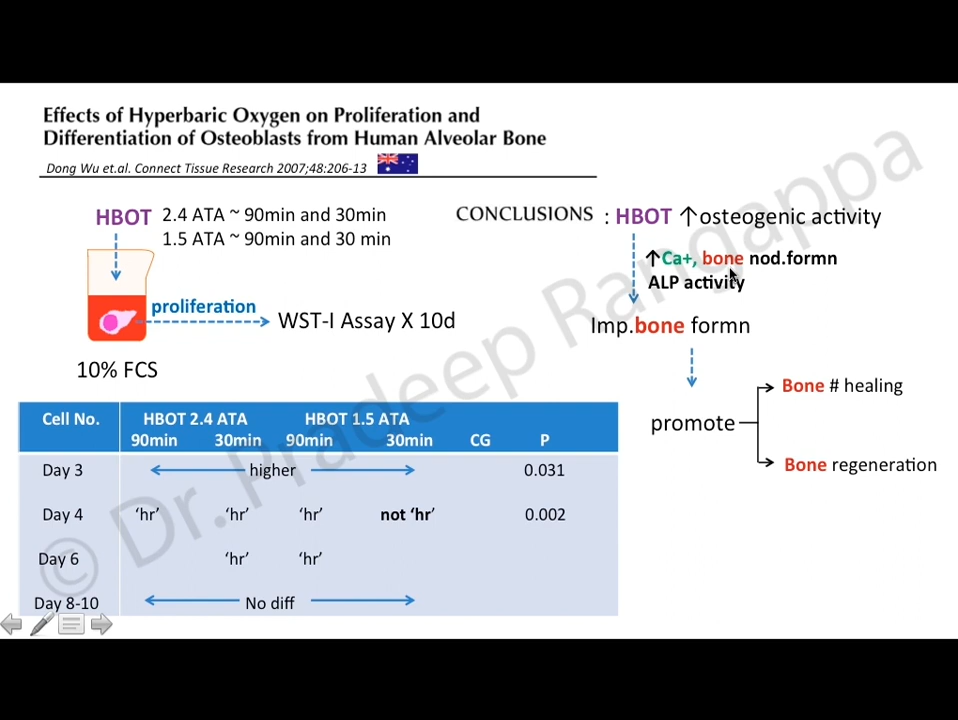 Effects of Hyperbaric Oxygen on Proliferation and
Differentiation of Osteoblasts from Human Alveolar Bone
Dong Wu et.al. Connect Tissue Research 2007;48:206-13
HBOT 2.4 ATA ~ 90min and 30min
1.5 ATA ~ 90min and 30 min
proliferation
WST-I Assay X 10d
10% FCS
Cell No. HBOT 2.4 ATA HBOT 1.5 ATA
90min 30min 90min 30min CG P
Day 3 higher 0.031
Day 4 ‘hr’ ‘hr’ ‘hr’ not ‘hr’ 0.002
Day 6 ‘hr’ ‘hr’
Day 8-10 No diff
CONCLUSIONS : HBOT ↑osteogenic activity
↑Ca+, bone nod.formn
ALP activity
Imp.bone formn
promote
Bone # healing
Bone regeneration
© Dr. Pradeep Rangappa